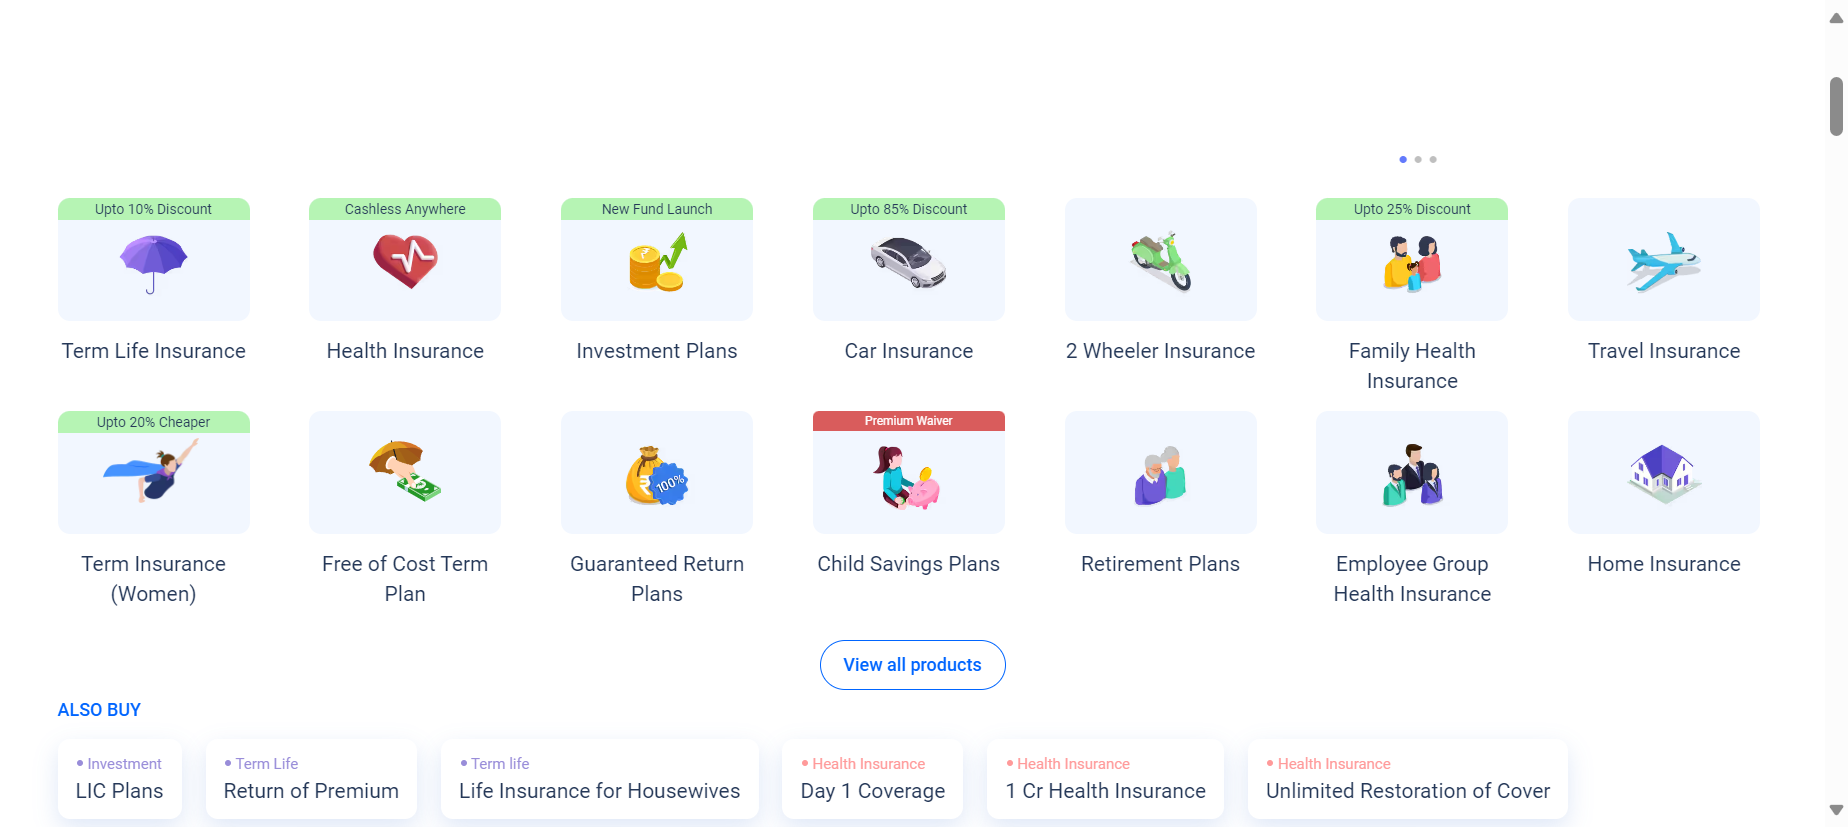 Upto 10% Discount
Cashless Anywhere
New Fund Launch
Upto 85% Discount
Upto 25% Discount
Term Life Insurance
Health Insurance
Investment Plans
Car Insurance
2 Wheeler Insurance
Family Health
Insurance
Travel Insurance
Upto 20% Cheaper
100%
Premium Waiver
Term Insurance
(Women)
Free of Cost Term
Plan
Guaranteed Return
Plans
Child Savings Plans
Retirement Plans
Employee Group
Health Insurance
Home Insurance
View all products
ALSO BUY
Investment
LIC Plans
Term Life
Return of Premium
Term life
Life Insurance for Housewives
Health Insurance
Day 1 Coverage
Health Insurance
1 Cr Health Insurance
Health Insurance
Unlimited Restoration of Cover